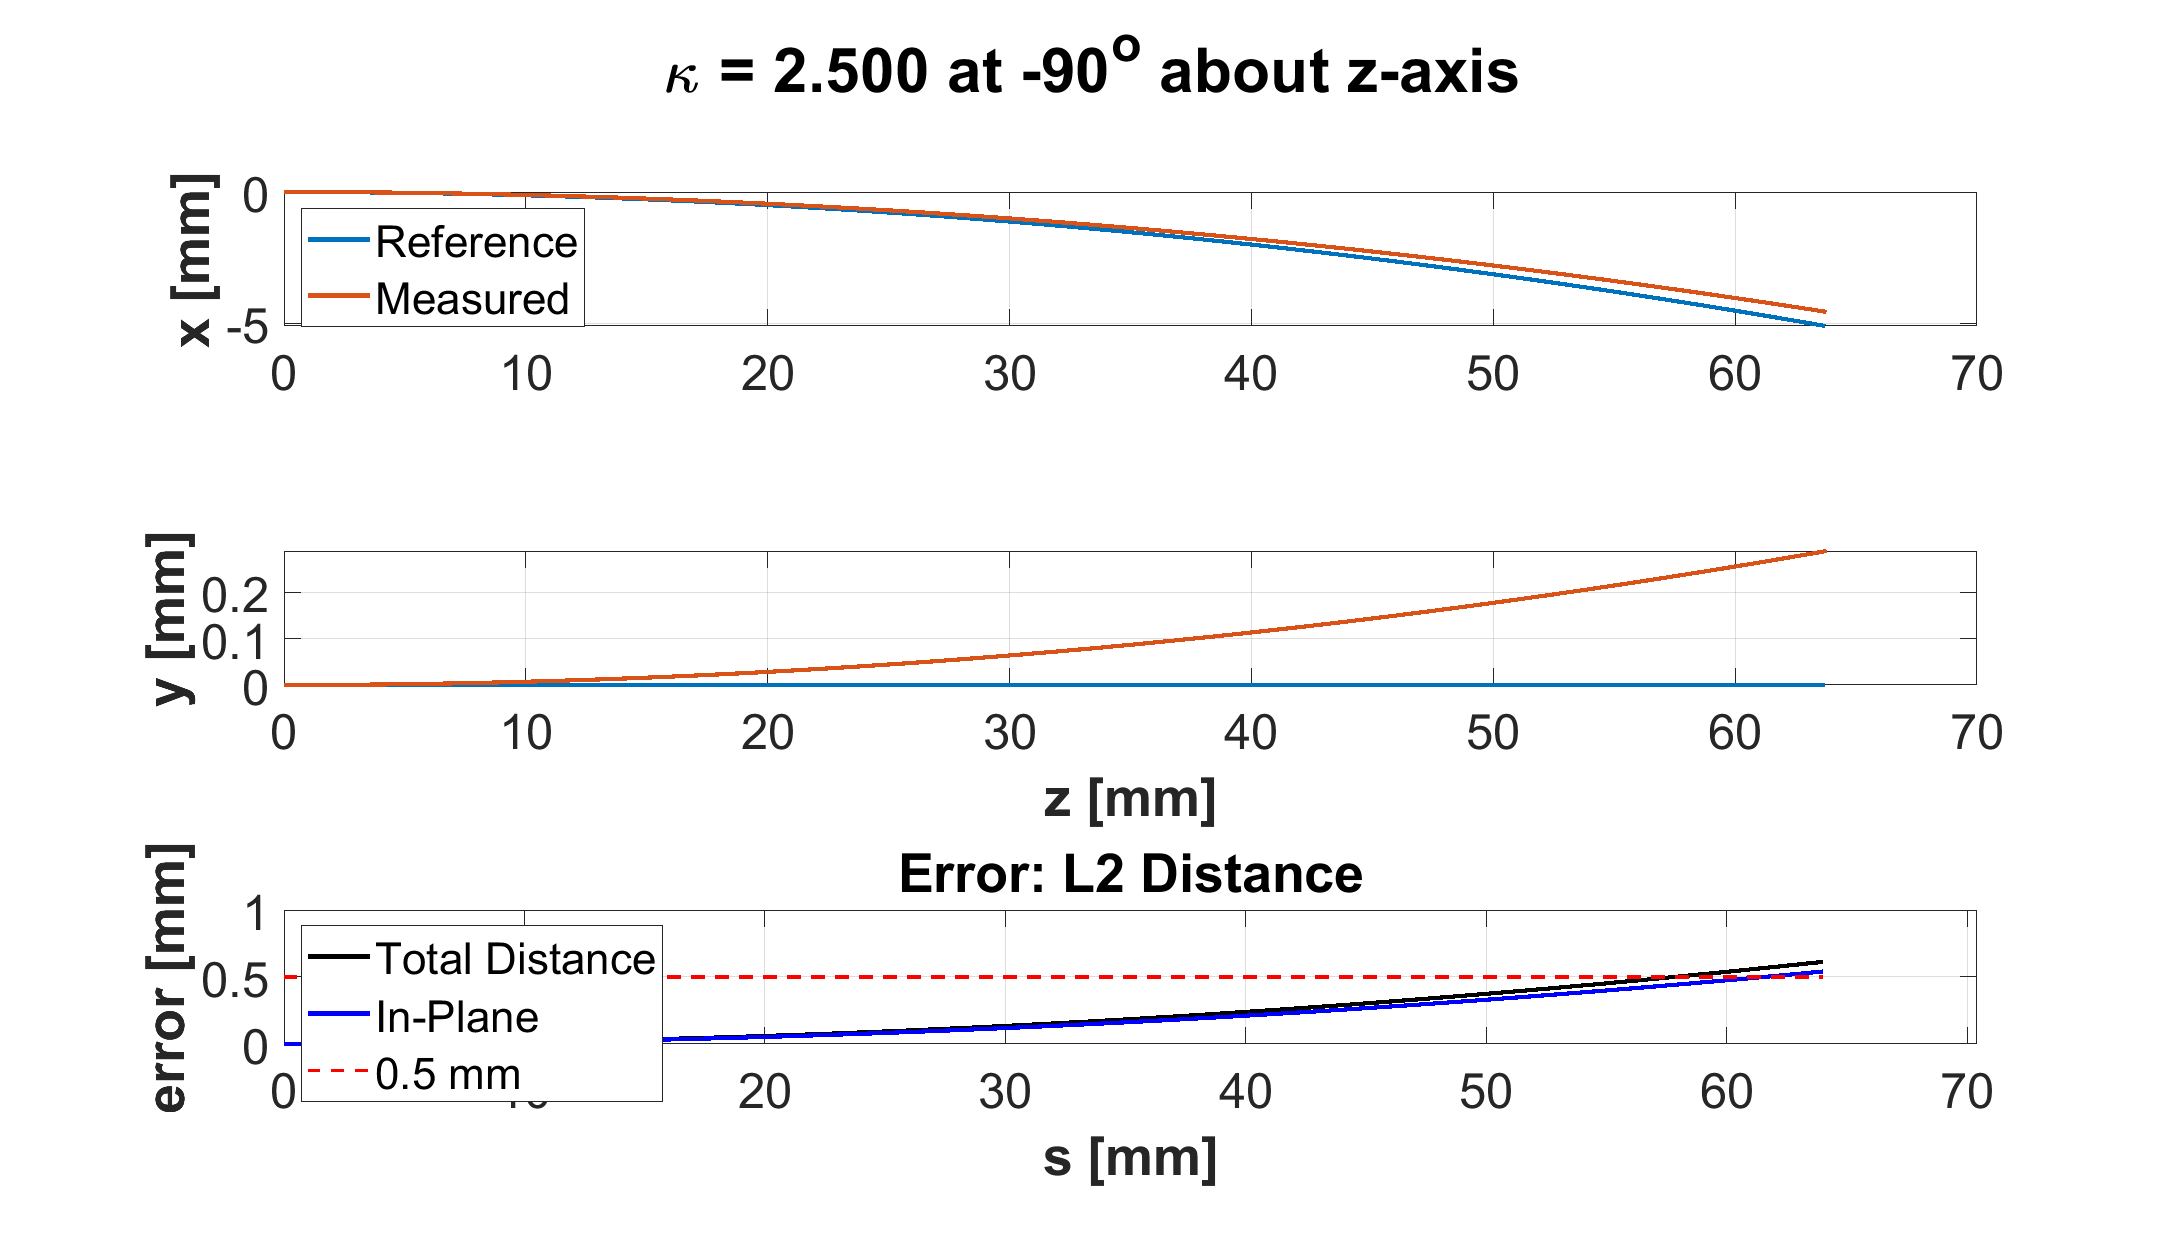 κ = 2.500 at -90° about z-axis
x [mm]
0
-5
Reference
Measured
0 10 20 30 40 50 60 70
y [mm]
0.2
0.1
0
0 10 20 30 40 50 60 70
z [mm]
Error: L2 Distance
error [mm]
1
0.5
0
Total Distance
In-Plane
0.5 mm
0 20 30 40 50 60 70
s [mm]